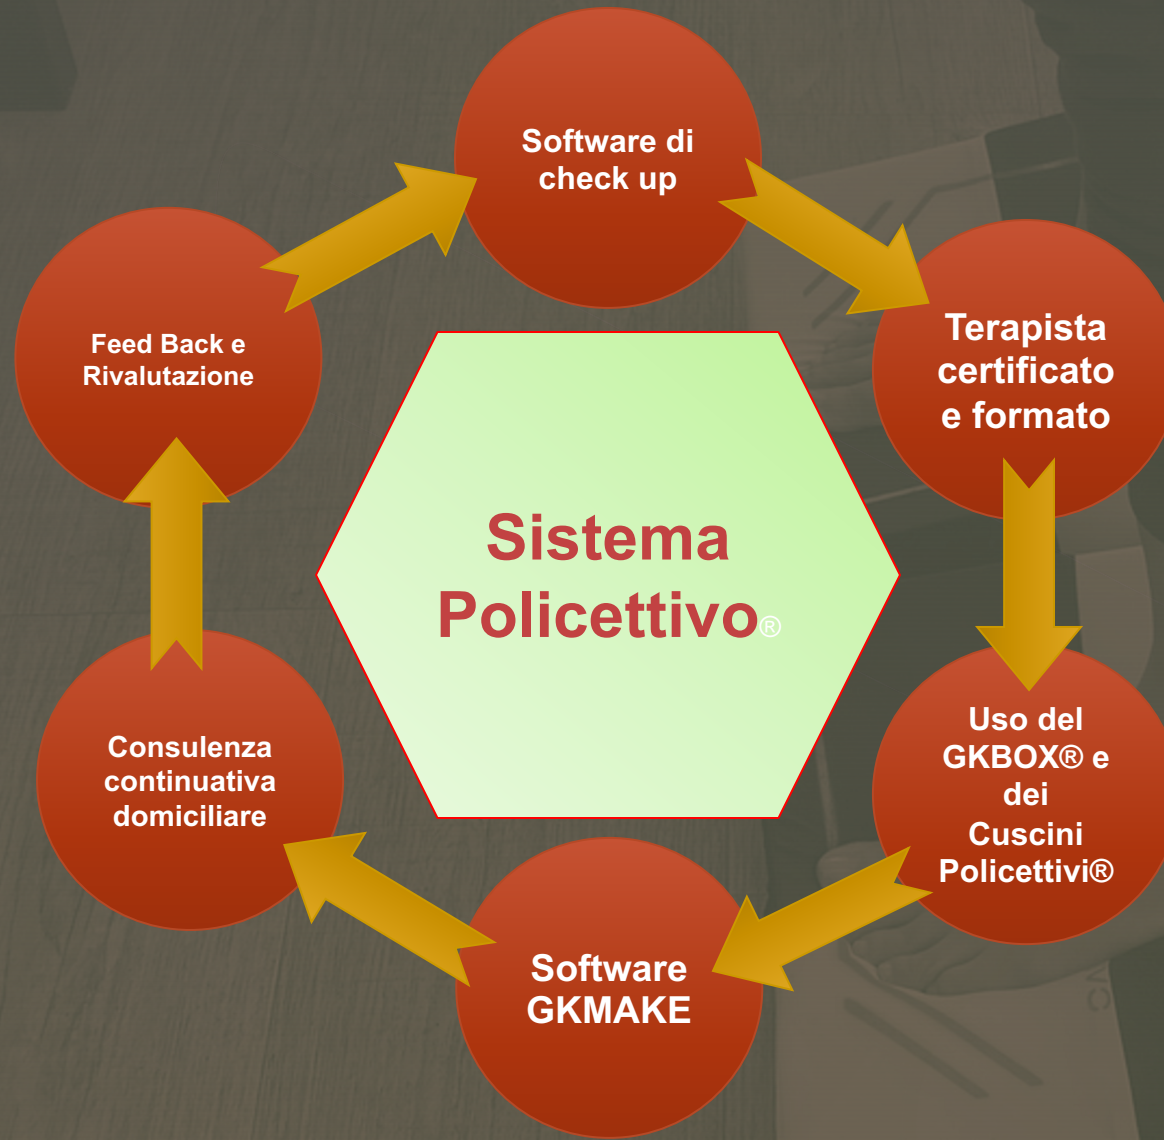 Software di
check up
Terapista
certificato
e formato
Uso del
GKBOX® e
dei
Cuscini
Policettivi®
Software
GKMAKE
Consulenza
continuativa
domiciliare
Feed Back e
Rivalutazione
Sistema
Policettivo®